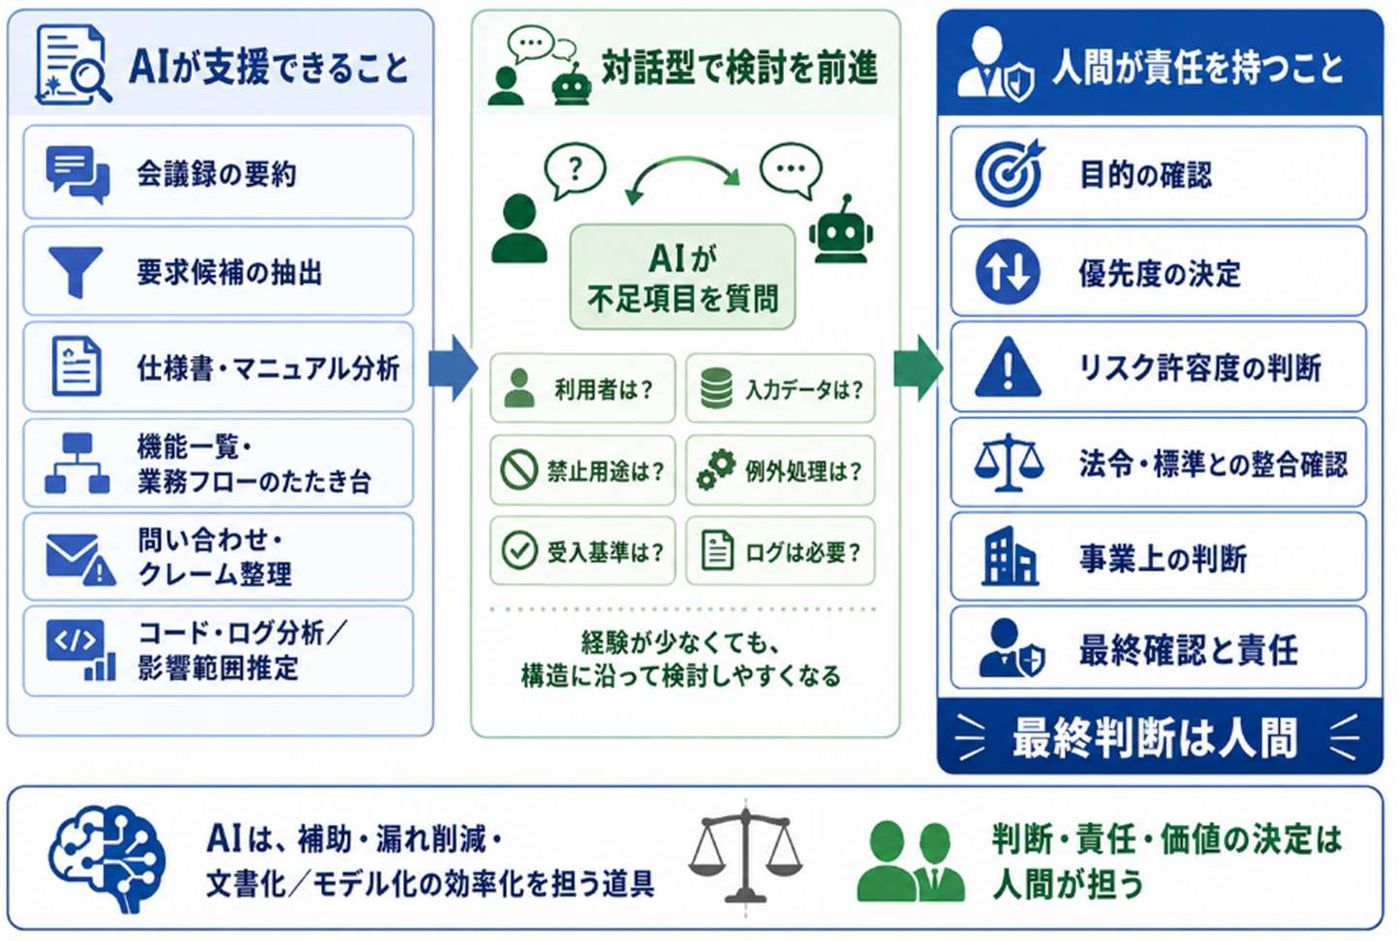 AIが支援できること
会議録の要約
要求候補の抽出
仕様書・マニュアル分析
機能一覧・
業務フローのたたき台
問い合わせ・
クレーム整理
コード・ログ分析／
影響範囲推定
対話型で検討を前進
?
AIが
不足項目を質問
利用者は？
入力データは？
禁止用途は？
例外処理は？
受入基準は？
ログは必要？
経験が少なくても、
構造に沿って検討しやすくなる
人間が責任を持つこと
目的の確認
優先度の決定
リスク許容度の判断
法令・標準との整合確認
事業上の判断
最終確認と責任
最終判断は人間
AIは、補助・漏れ削減・
文書化／モデル化の効率化を担う道具
判断・責任・価値の決定は
人間が担う